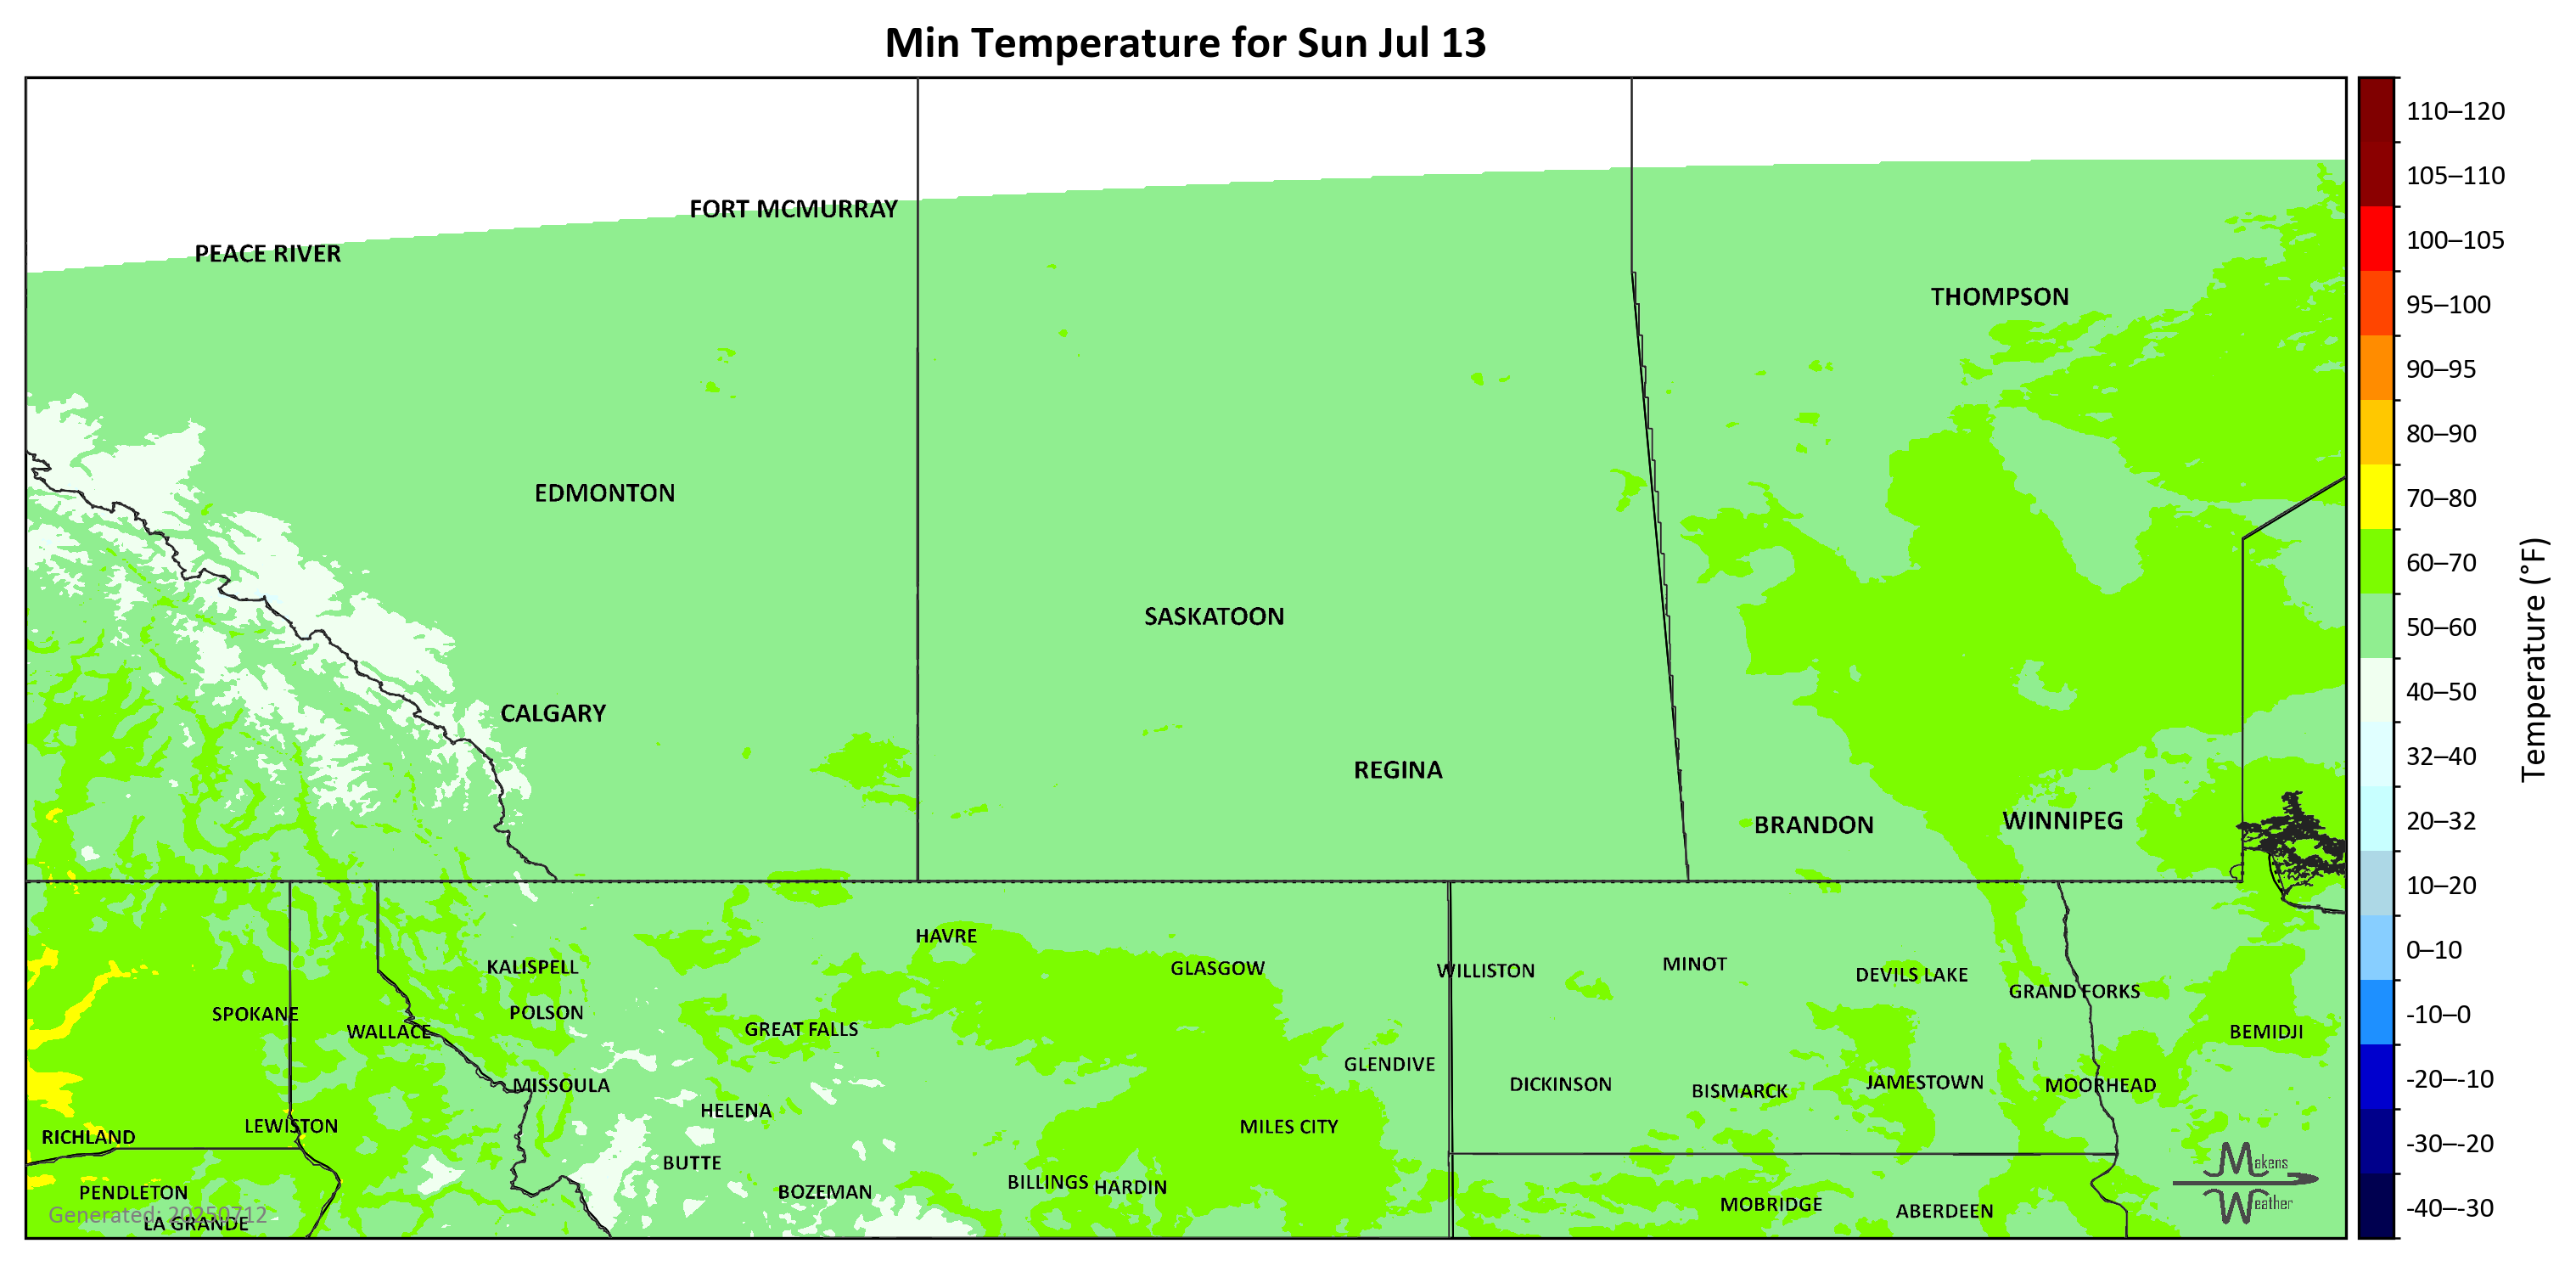 Min Temperature for Sun Jul 13
FORT MCMURRAY
PEACE RIVER
THOMPSON
EDMONTON
SASKATOON
CALGARY
REGINA
BRANDON
WINNIPEG
HAVRE
KALISPELL
GLASGOW
WILLISTON
MINOT
DEVILS LAKE
GRAND FORKS
SPOKANE
POLSON
WALLACE
GREAT FALLS
BEMIDJI
GLENDIVE
MISSOULA
DICKINSON
BISMARCK
JAMESTOWN
MOORHEAD
HELENA
LEWISTON
MILES CITY
RICHLAND
BUTTE
PENDLETON
BOZEMAN
BILLINGS
HARDIN
MOBRIDGE
ABERDEEN
Generated: 20250712
LA GRANDE
Makens
Weather
110–120
105–110
100–105
95–100
90–95
80–90
70–80
60–70
50–60
40–50
32–40
20–32
10–20
0–10
-10–0
-20–-10
-30–-20
-40–-30
Temperature (°F)